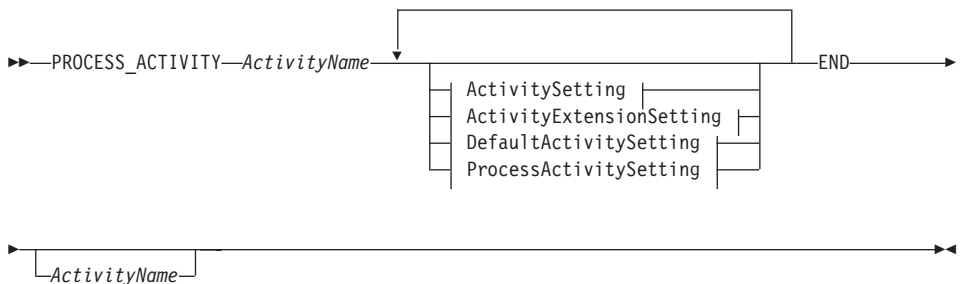 PROCESS_ACTIVITY ActivityName END
ActivitySetting
ActivityExtensionSetting
DefaultActivitySetting
ProcessActivitySetting
ActivityName